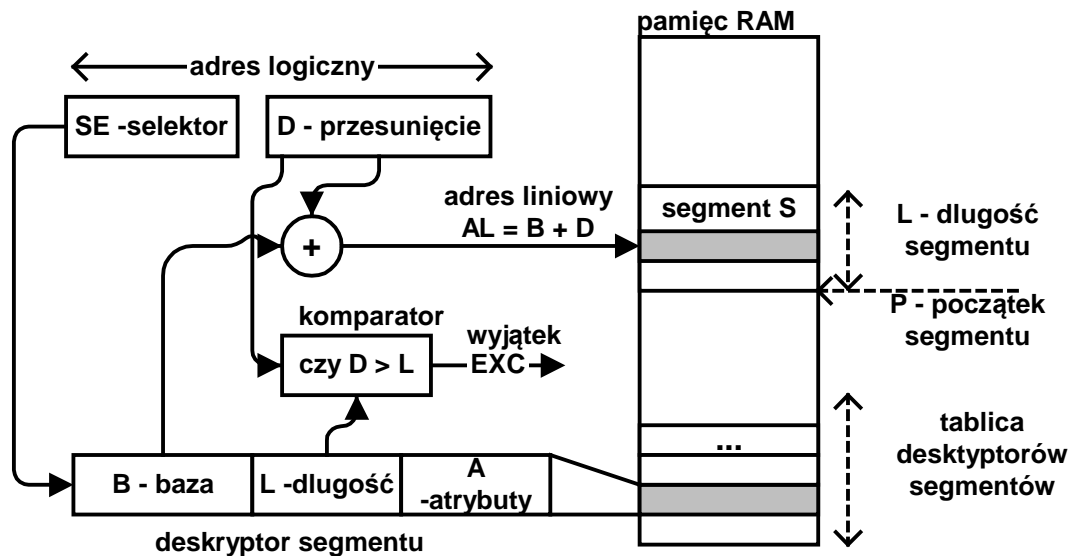 pamięc RAM
adres logiczny
SE -selektor
D - przesunięcie
adres liniowy
AL = B + D
segment S
L - dlugość
segmentu
+
P - początek
segmentu
komparator
czy D > L
wyjątek
EXC
tablica
desktyptorów
segmentów
...
B - baza
L -dlugość
A
-atrybuty
deskryptor segmentu